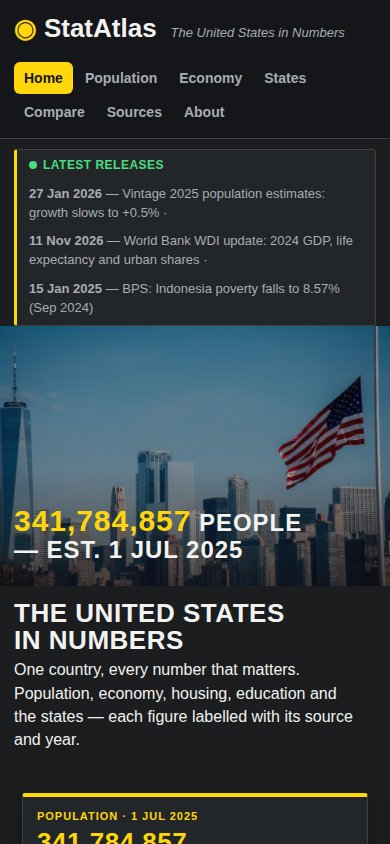 StatAtlas The United States in Numbers
Home Population Economy States
Compare Sources About
LATEST RELEASES
27 Jan 2026 — Vintage 2025 population estimates:
growth slows to +0.5% ·
11 Nov 2026 — World Bank WDI update: 2024 GDP, life
expectancy and urban shares ·
15 Jan 2025 — BPS: Indonesia poverty falls to 8.57%
(Sep 2024)
341,784,857 PEOPLE
— EST. 1 JUL 2025
THE UNITED STATES
IN NUMBERS
One country, every number that matters.
Population, economy, housing, education and
the states — each figure labelled with its source
and year.
POPULATION · 1 JUL 2025
341,784,857